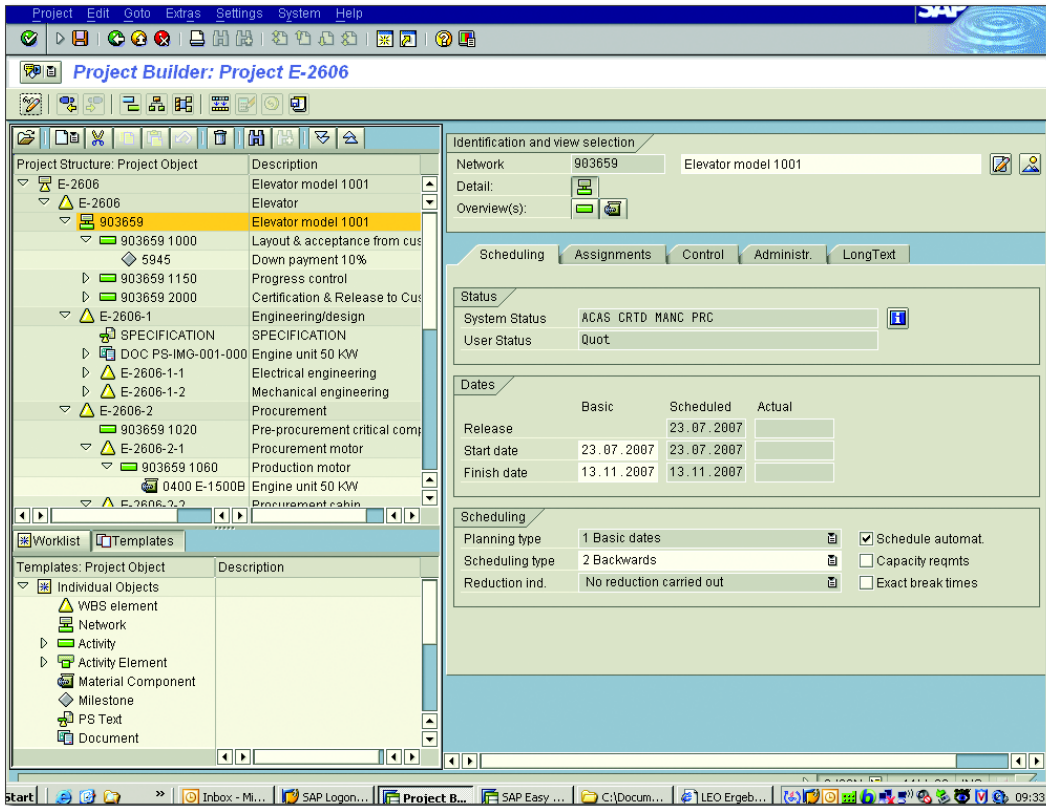 Project Edit Goto Extras Settings System Help
SAP
Project Builder: Project E-2606
Project Structure: Project Object Description
E-2606 Elevator model 1001
E-2606 Elevator
903659 Elevator model 1001
903659 1000 Layout & acceptance from cus
5945 Down payment 10%
903659 1150 Progress control
903659 2000 Certification & Release to Cus
E-2606-1 Engineering/design
SPECIFICATION SPECIFICATION
DOC PS-IMG-001-000 Engine unit 50 KW
E-2606-1-1 Electrical engineering
E-2606-1-2 Mechanical engineering
E-2606-2 Procurement
903659 1020 Pre-procurement critical comp
E-2606-2-1 Procurement motor
903659 1060 Production motor
0400 E-1500B Engine unit 50 KW
E-2606-2-2 Procurement cabin
Worklist Templates
Templates: Project Object Description
Individual Objects
WBS element
Network
Activity
Activity Element
Material Component
Milestone
PS Text
Document
Identification and view selection
Network 903659 Elevator model 1001
Detail:
Overview(s):
Scheduling Assignments Control Administr. LongText
Status
System Status ACAS CRTD MANC PRC
User Status Quot
Dates
Basic Scheduled Actual
Release 23.07.2007
Start date 23.07.2007 23.07.2007
Finish date 13.11.2007 13.11.2007
Scheduling
Planning type 1 Basic dates Schedule automat.
Scheduling type 2 Backwards Capacity reqmts
Reduction ind. No reduction carried out Exact break times
Start » Inbox - Mi... SAP Logon... Project B... SAP Easy ... C:\Docum... LEO Ergeb... 09:33